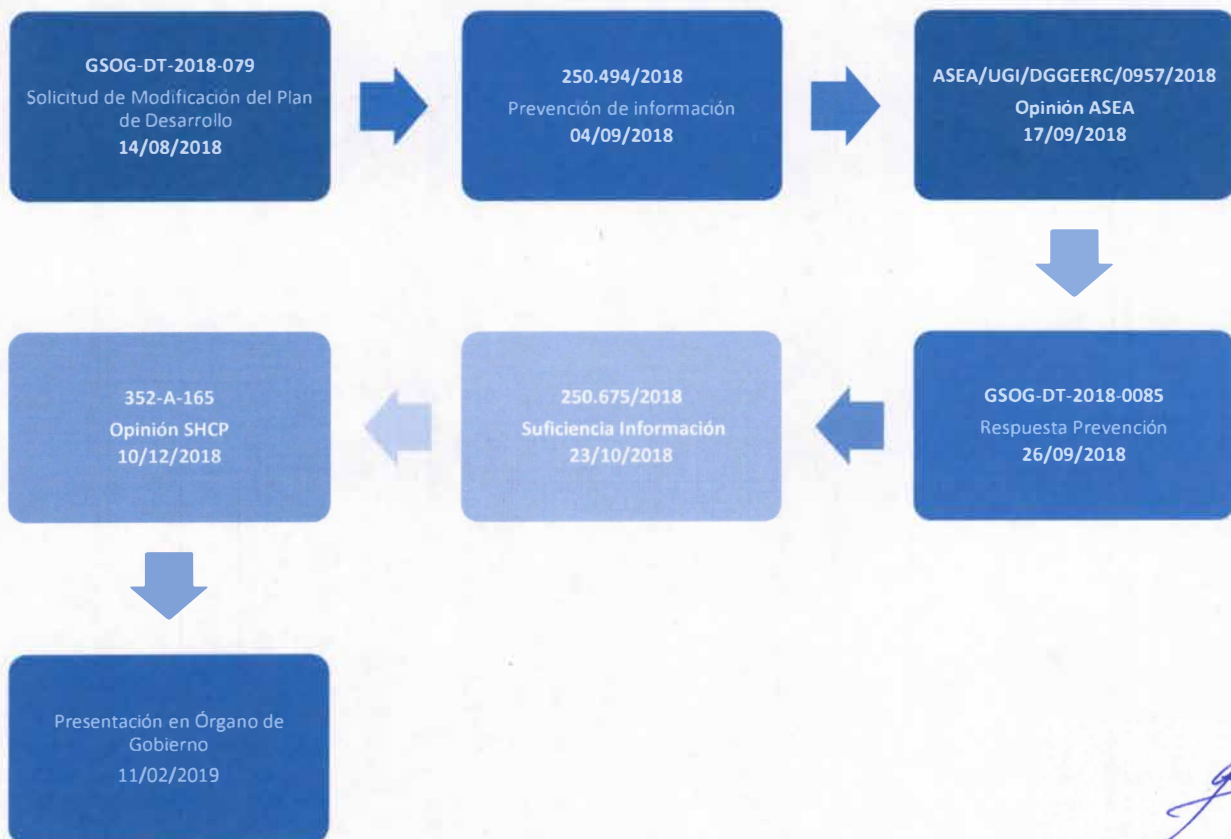 GSOG-DT-2018-079
Solicitud de Modificación del Plan
de Desarrollo
14/08/2018
250.494/2018
Prevención de información
04/09/2018
ASEA/UGI/DGGEERC/0957/2018
Opinión ASEA
17/09/2018
GSOG-DT-2018-0085
Respuesta Prevención
26/09/2018
250.675/2018
Suficiencia Información
23/10/2018
352-A-165
Opinión SHCP
10/12/2018
Presentación en Órgano de
Gobierno
11/02/2019